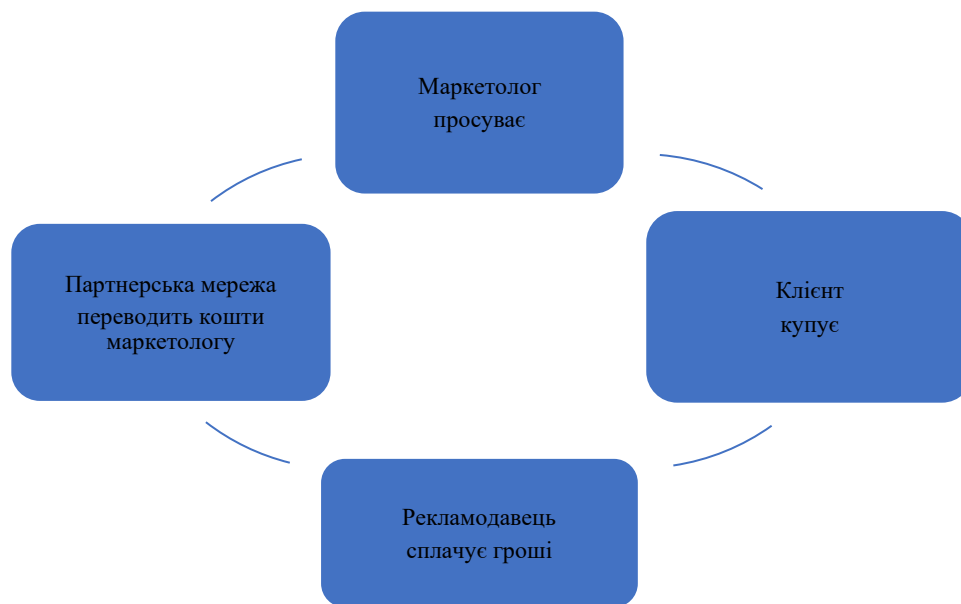 Маркетолог
просуває
Клієнт
купує
Рекламодавець
сплачує гроші
Партнерська мережа
переводить кошти
маркетологу